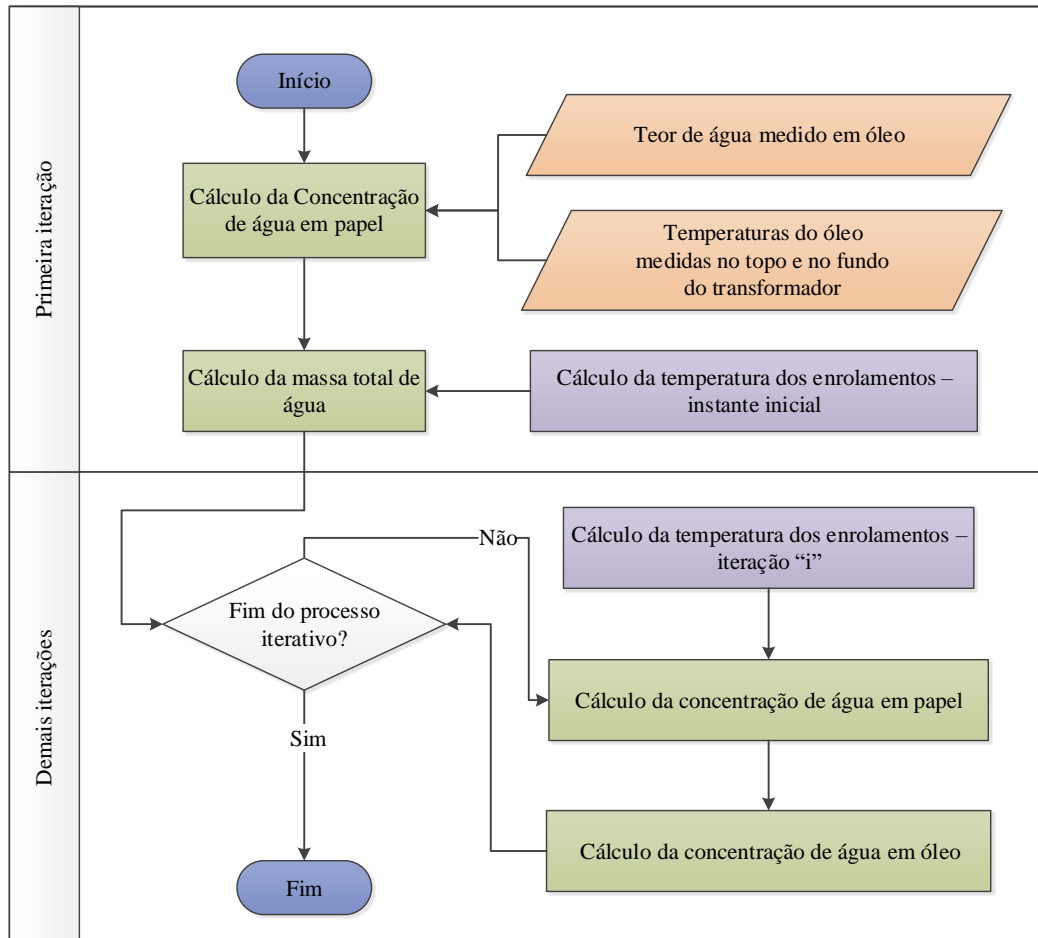 Primeira iteração
Início
Teor de água medido em óleo
Cálculo da Concentração
de água em papel
Temperaturas do óleo
medidas no topo e no fundo
do transformador
Cálculo da massa total de
água
Cálculo da temperatura dos enrolamentos –
instante inicial
Demais iterações
Não
Cálculo da temperatura dos enrolamentos –
iteração “i”
Fim do processo
iterativo?
Cálculo da concentração de água em papel
Sim
Cálculo da concentração de água em óleo
Fim